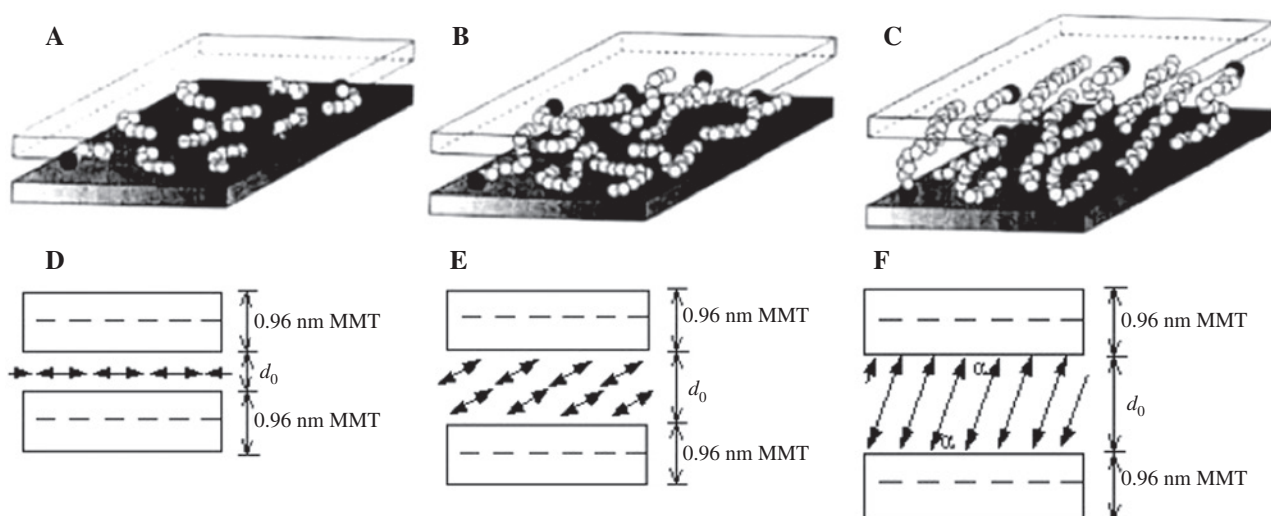 A
B
C
D
0.96 nm MMT
d₀
0.96 nm MMT
E
0.96 nm MMT
d₀
0.96 nm MMT
F
0.96 nm MMT
α
d₀
α
0.96 nm MMT